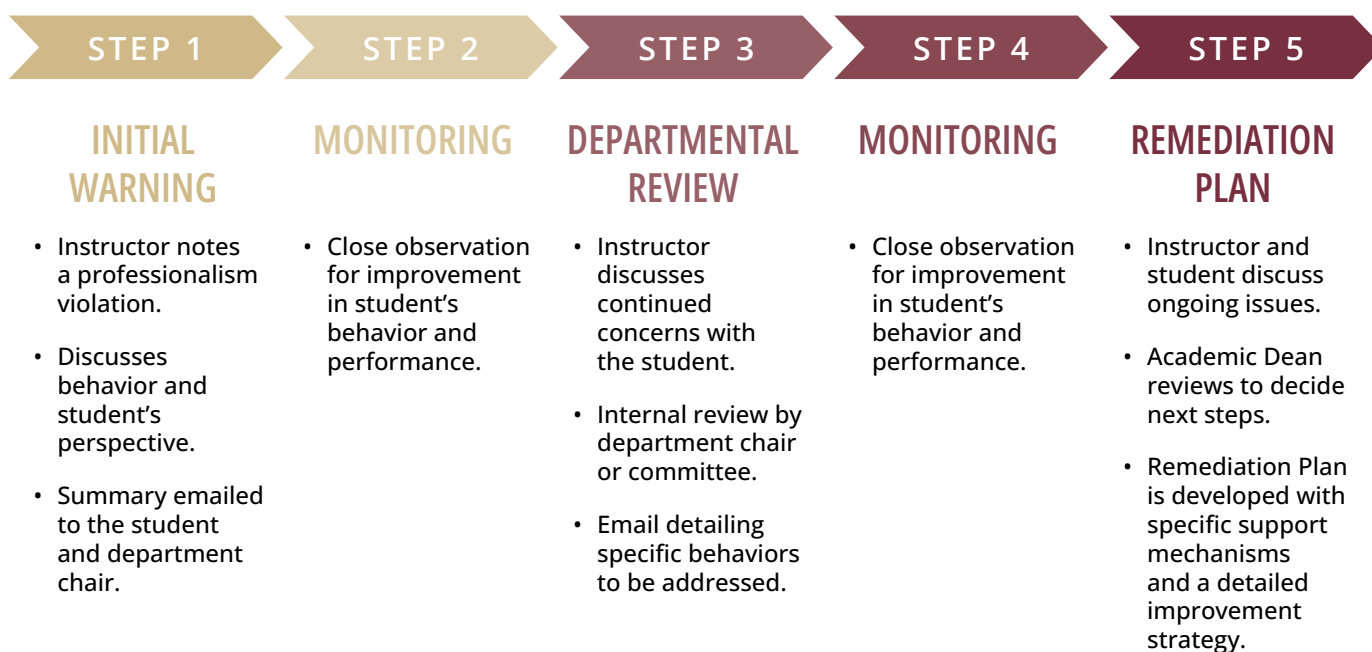 STEP 1
INITIAL
WARNING
• Instructor notes
a professionalism
violation.
• Discusses
behavior and
student’s
perspective.
• Summary emailed
to the student
and department
chair.
STEP 2
MONITORING
• Close observation
for improvement
in student’s
behavior and
performance.
STEP 3
DEPARTMENTAL
REVIEW
• Instructor
discusses
continued
concerns with
the student.
• Internal review by
department chair
or committee.
• Email detailing
specific behaviors
to be addressed.
STEP 4
MONITORING
• Close observation
for improvement
in student’s
behavior and
performance.
STEP 5
REMEDIATION
PLAN
• Instructor and
student discuss
ongoing issues.
• Academic Dean
reviews to decide
next steps.
• Remediation Plan
is developed with
specific support
mechanisms
and a detailed
improvement
strategy.